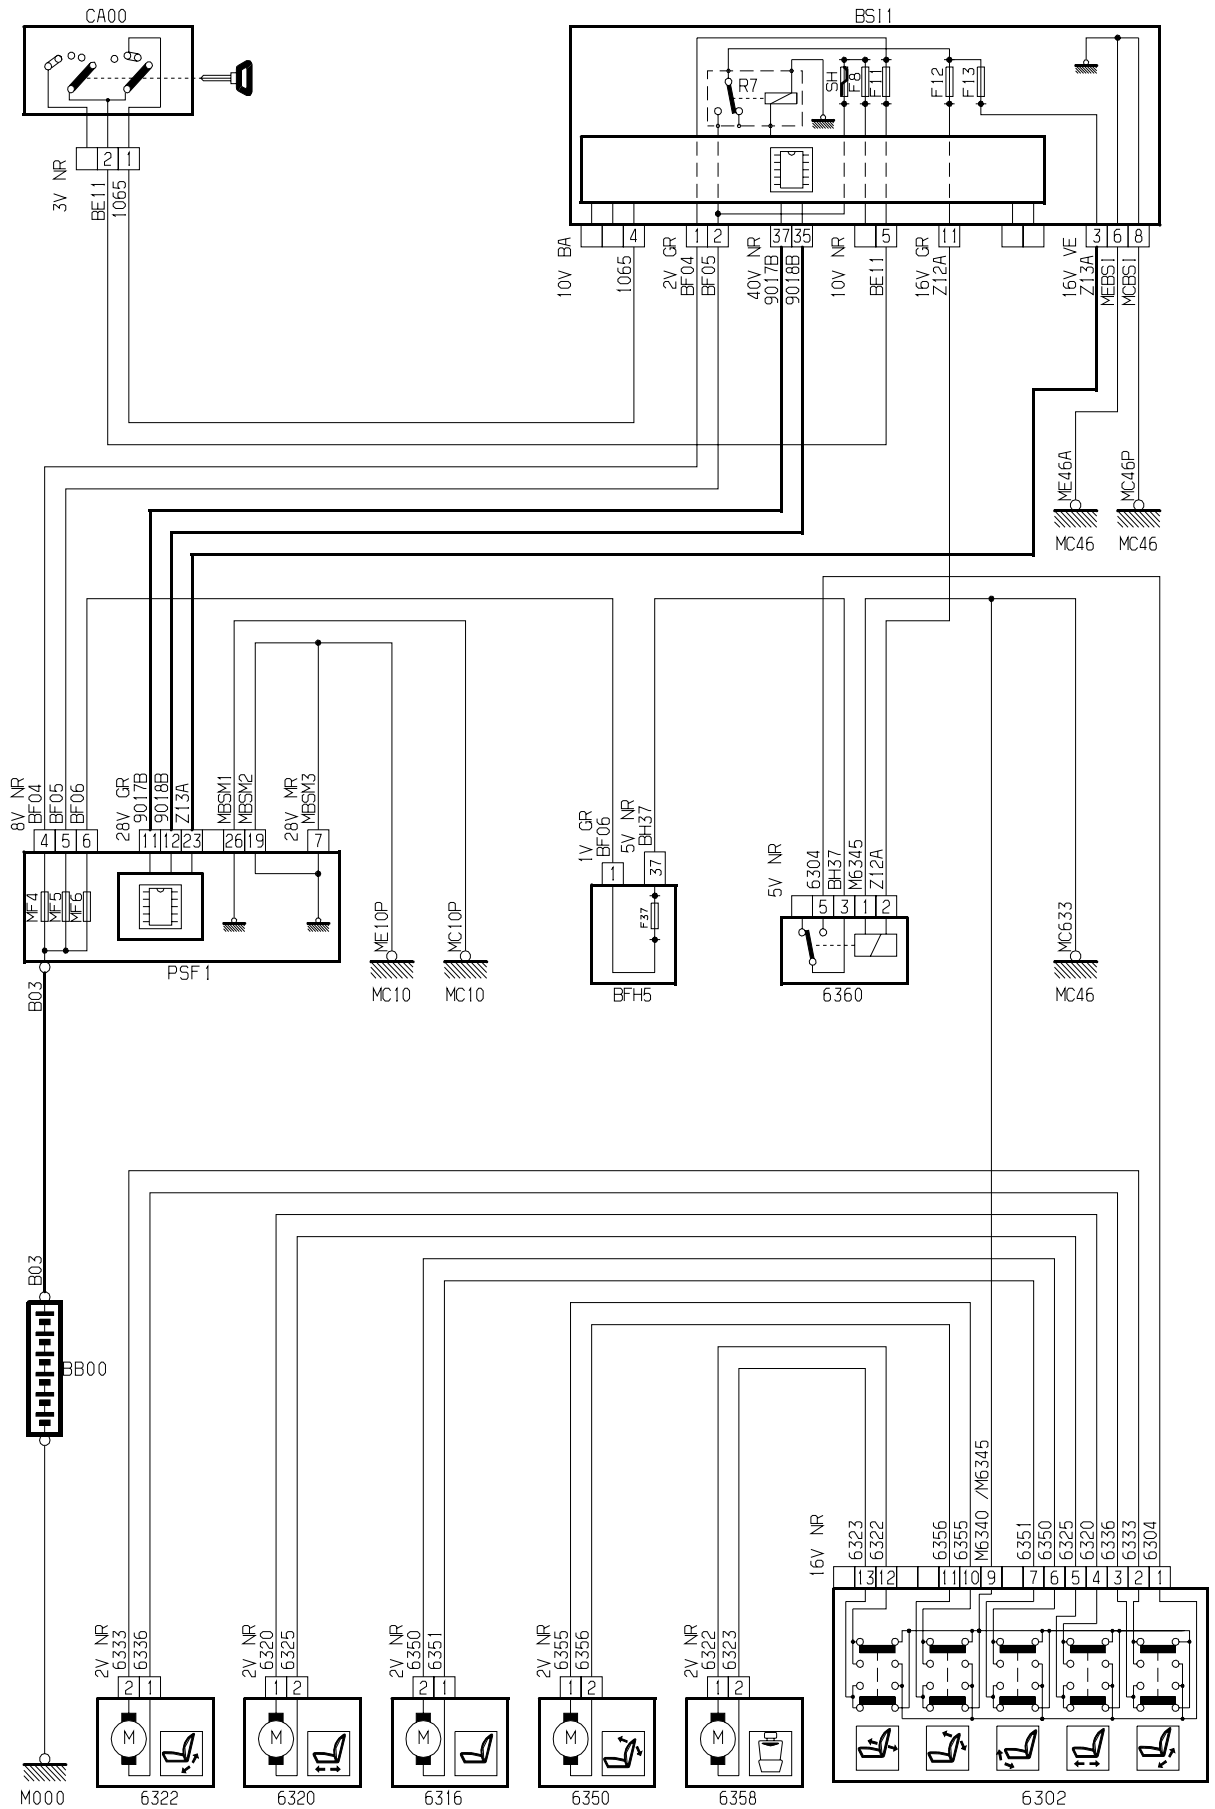 CA00
BSI1
R7
SH
F8
F11
F12
F13
2
1
3V NR
BE11
1065
4
1
2
37
35
5
11
3
6
8
10V BA
1065
2V GR
BF04
BF05
40V NR
9017B
9018B
10V NR
BE11
16V GR
Z12A
16V VE
Z13A
MEBSI
MCBSI
ME46A
MC46P
MC46
MC46
8V NR
BF04
BF05
BF06
28V GR
9017B
9018B
Z13A
MBSM1
MBSM2
28V MR
MBSM3
4
5
6
11
12
23
26
19
7
MF4
MF5
MF6
PSF1
ME10P
MC10P
MC10
MC10
1V GR
BF06
5V NR
BH37
1
37
F37
BFH5
5V NR
6304
BH37
M6345
Z12A
5
3
1
2
6360
MC633
MC46
B03
B03
BB00
M000
16V NR
6323
6322
6356
6355
M6340 /M6345
6351
6350
6325
6320
6336
6333
6304
13
12
11
10
9
7
6
5
4
3
2
1
2V NR
6333
6336
2
1
M
6322
2V NR
6320
6325
1
2
M
6320
2V NR
6350
6351
2
1
M
6316
2V NR
6355
6356
1
2
M
6350
2V NR
6322
6323
1
2
M
6358
6302